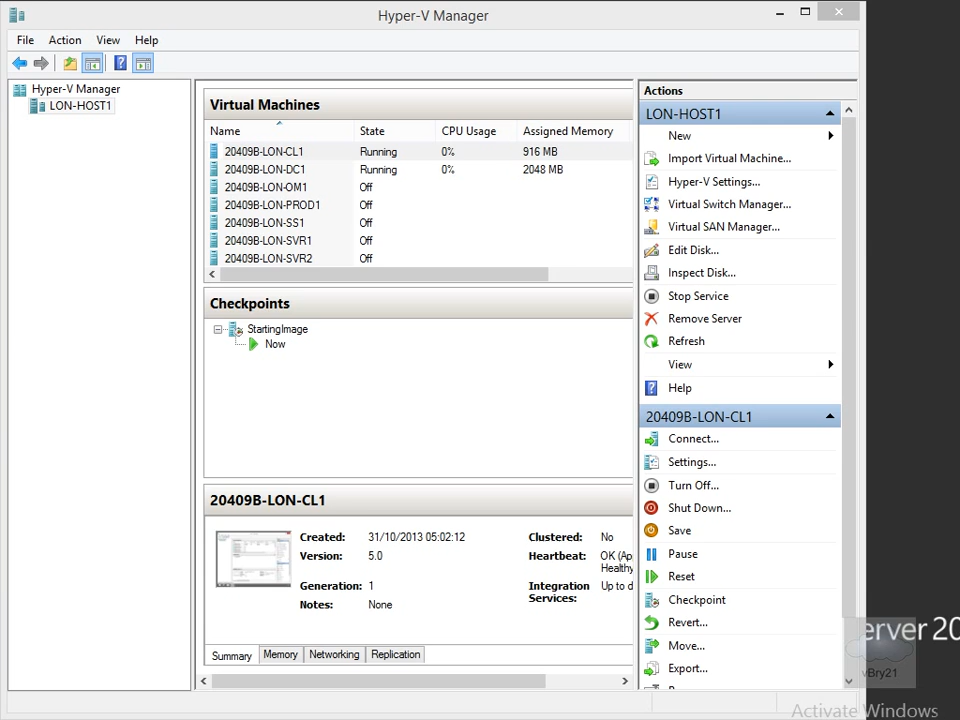 Hyper-V Manager
File Action View Help
Hyper-V Manager
LON-HOST1
Virtual Machines
Name State CPU Usage Assigned Memory
20409B-LON-CL1 Running 0% 916 MB
20409B-LON-DC1 Running 0% 2048 MB
20409B-LON-OM1 Off
20409B-LON-PROD1 Off
20409B-LON-SS1 Off
20409B-LON-SVR1 Off
20409B-LON-SVR2 Off
Checkpoints
StartingImage
Now
20409B-LON-CL1
Created: 31/10/2013 05:02:12 Clustered: No
Version: 5.0 Heartbeat: OK (Ap
Healthy
Generation: 1 Integration Up to d
Services:
Notes: None
Summary Memory Networking Replication
Actions
LON-HOST1
New
Import Virtual Machine...
Hyper-V Settings...
Virtual Switch Manager...
Virtual SAN Manager...
Edit Disk...
Inspect Disk...
Stop Service
Remove Server
Refresh
View
Help
20409B-LON-CL1
Connect...
Settings...
Turn Off...
Shut Down...
Save
Pause
Reset
Checkpoint
Revert...
Move...
Export...
erver 20
vBry21
Activate Windows